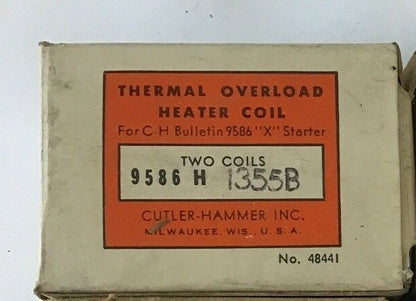 THERMAL OVERLOAD
HEATER COIL
For C-H Bulletin 9586 "X" Starter
TWO COILS
9586 H 1355B
CUTLER-HAMMER INC.
MILWAUKEE, WIS., U. S. A.
No. 48441